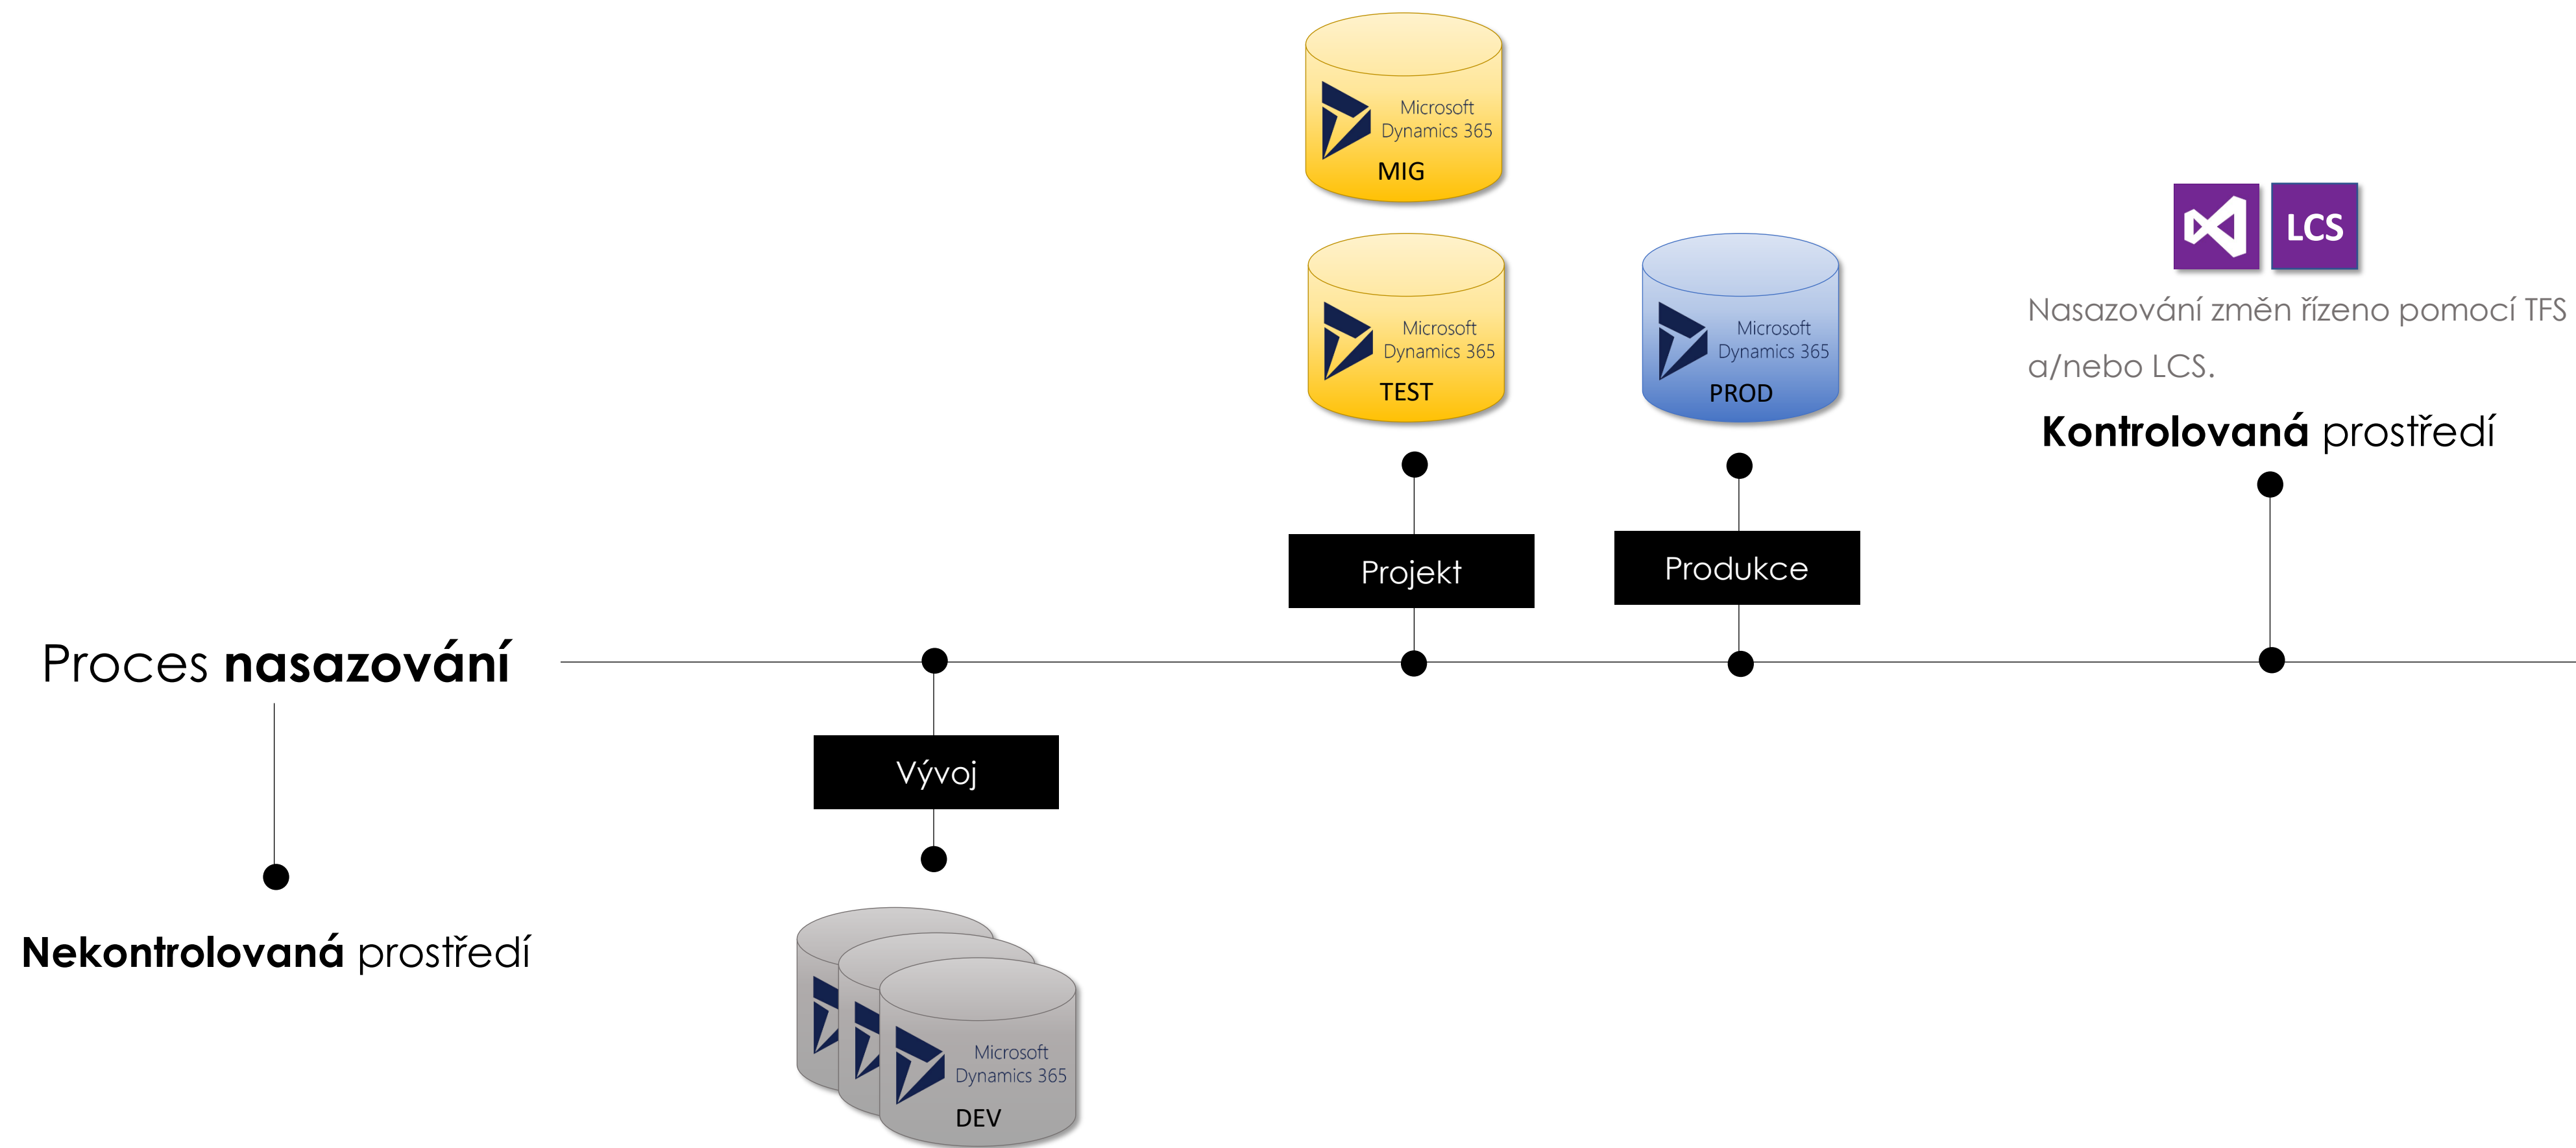 Microsoft
Dynamics 365
MIG
Microsoft
Dynamics 365
TEST
Microsoft
Dynamics 365
PROD
LCS
Nasazování změn řízeno pomocí TFS
a/nebo LCS.
Kontrolovaná prostředí
Projekt
Produkce
Proces nasazování
Vývoj
Nekontrolovaná prostředí
Microsoft
Dynamics 365
DEV